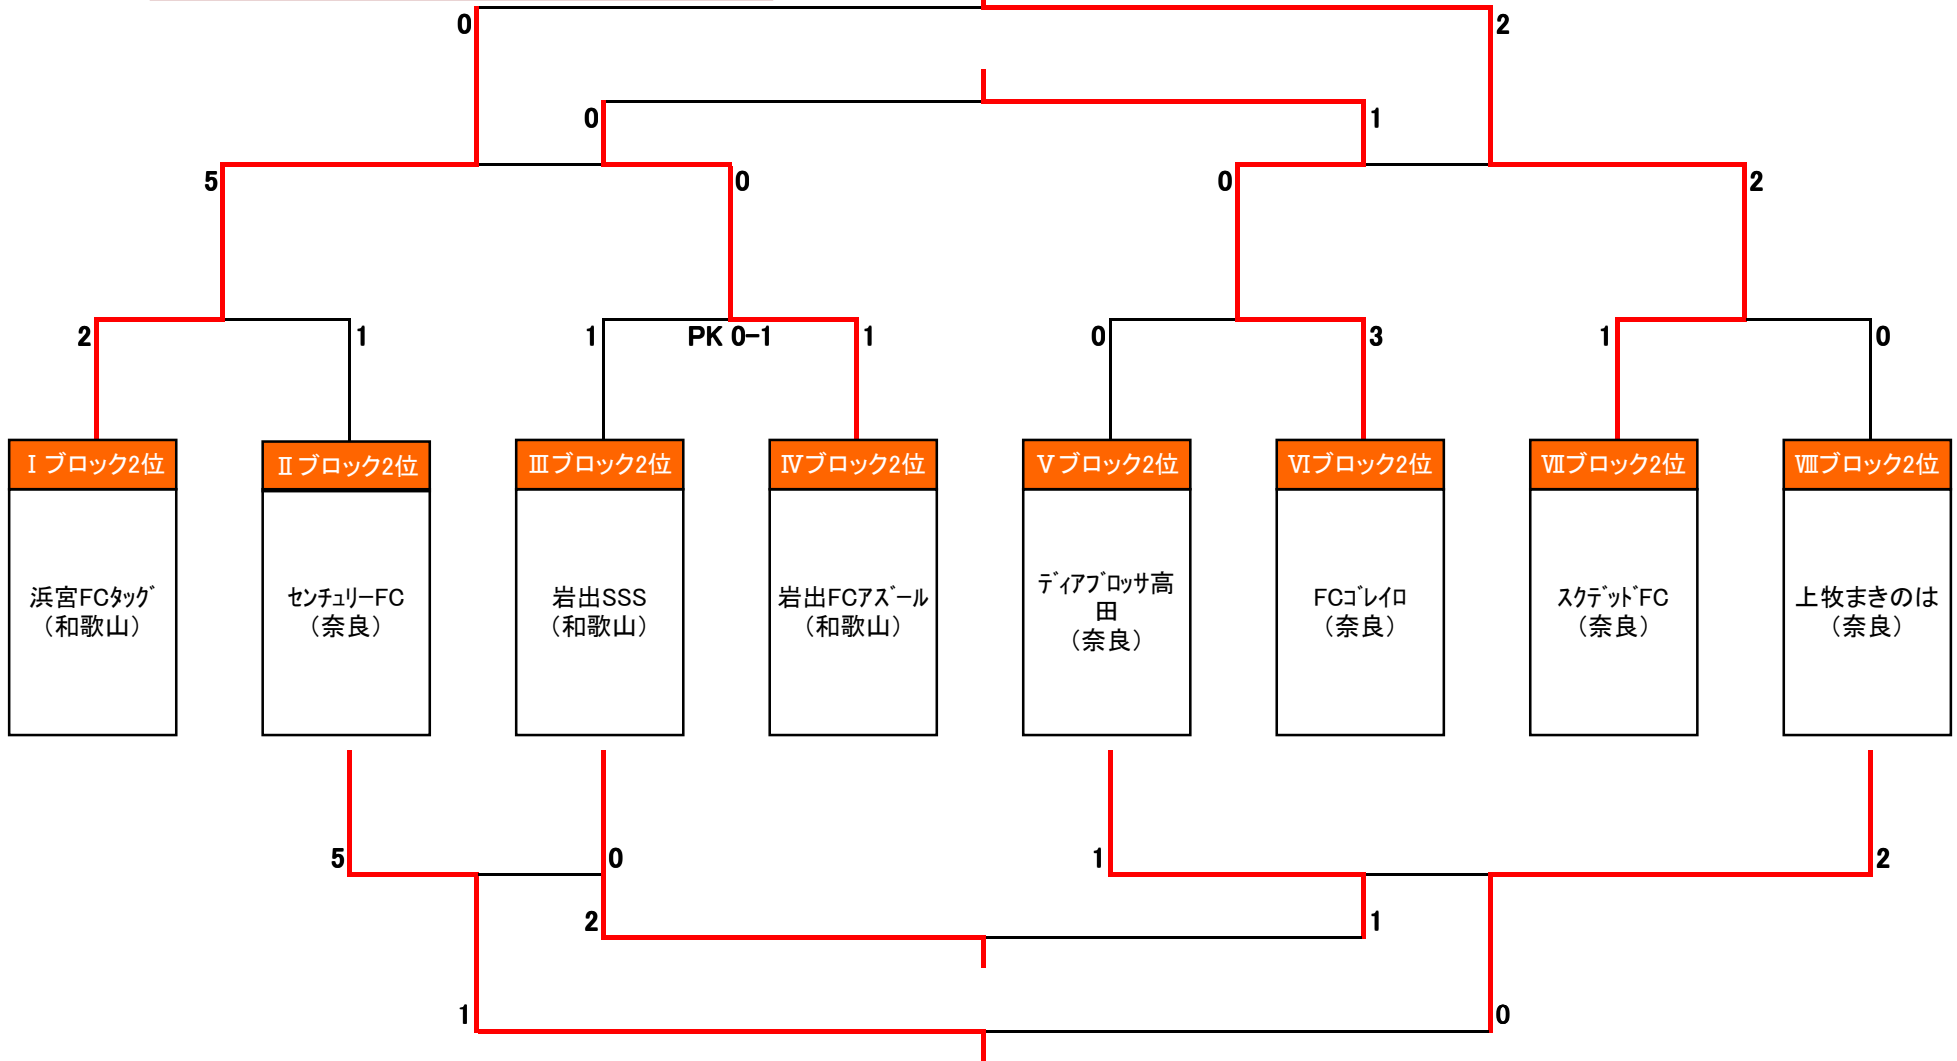 0 2
0 1
5 0 0 2
2 1 1 PK 0-1 1 0 3 1 0
Ⅰブロック2位
Ⅱブロック2位
Ⅲブロック2位
Ⅳブロック2位
Ⅴブロック2位
Ⅵブロック2位
Ⅶブロック2位
Ⅷブロック2位
浜宮FCﾀｯｸﾞ
（和歌山）
ｾﾝﾁｭﾘｰFC
（奈良）
岩出SSS
（和歌山）
岩出FCｱｽﾞｰﾙ
（和歌山）
ﾃﾞｨｱﾌﾞﾛｯｻ高
田
（奈良）
FCｺﾞﾚｲﾛ
（奈良）
ｽｸﾃﾞｯﾄﾞFC
（奈良）
上牧まきのは
（奈良）
5 0 1 2
2 1
1 0